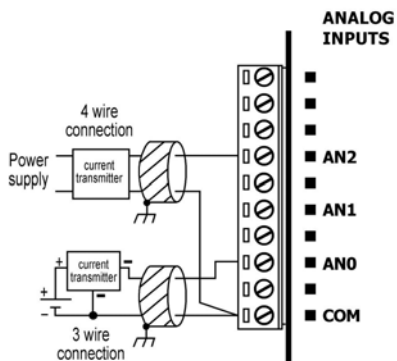 ANALOG
INPUTS
4 wire
connection
Power
supply
current
transmitter
AN2
AN1
AN0
COM
current
transmitter
+
-
-
+
-
3 wire
connection